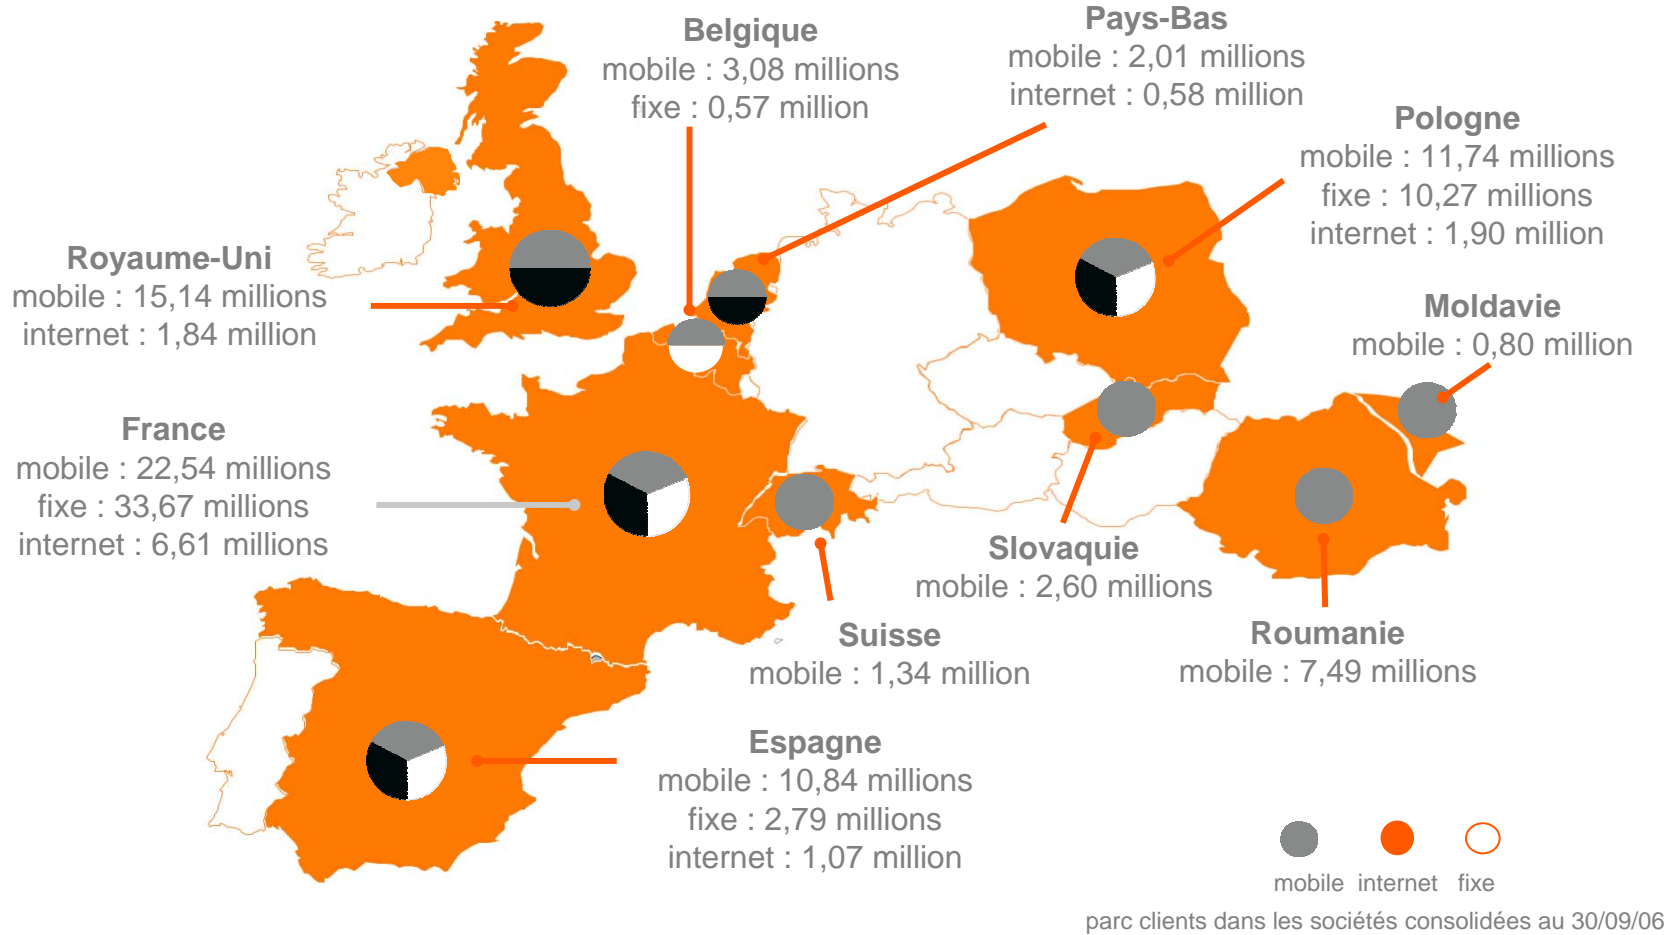 Belgique
mobile : 3,08 millions
fixe : 0,57 million
Pays-Bas
mobile : 2,01 millions
internet : 0,58 million
Pologne
mobile : 11,74 millions
fixe : 10,27 millions
internet : 1,90 million
Royaume-Uni
mobile : 15,14 millions
internet : 1,84 million
Moldavie
mobile : 0,80 million
France
mobile : 22,54 millions
fixe : 33,67 millions
internet : 6,61 millions
Slovaquie
mobile : 2,60 millions
Suisse
mobile : 1,34 million
Roumanie
mobile : 7,49 millions
Espagne
mobile : 10,84 millions
fixe : 2,79 millions
internet : 1,07 million
mobile internet fixe
parc clients dans les sociétés consolidées au 30/09/06